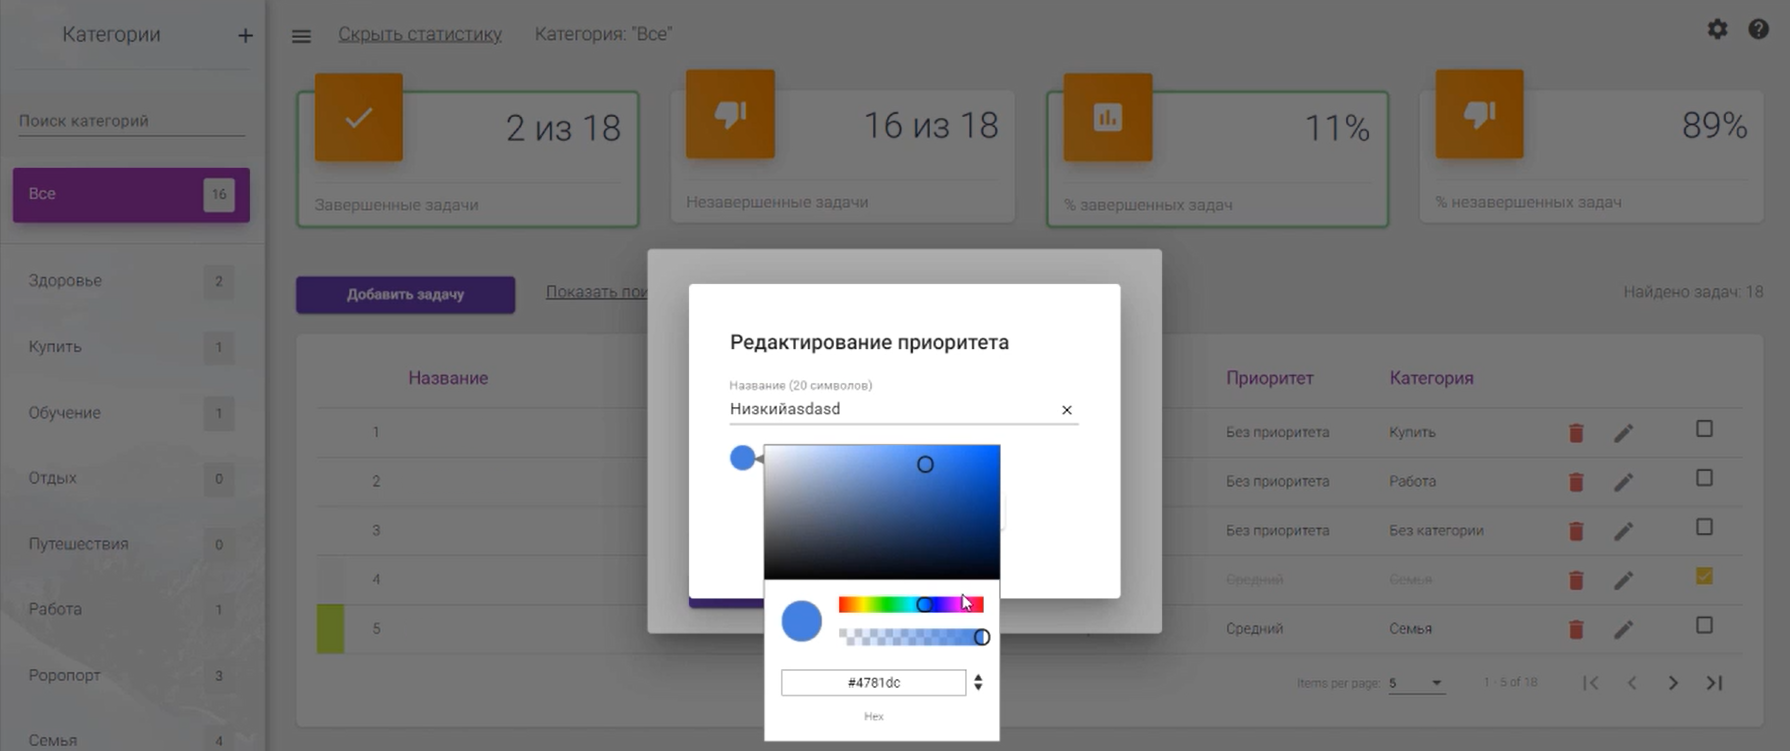 Категории +
Скрыть статистику
Категория: "Все"
Поиск категорий
Все 16
Здоровье 2
Купить 1
Обучение 1
Отдых 0
Путешествия 0
Работа 1
Роропорт 3
Семья 4
2 из 18
Завершенные задачи
16 из 18
Незавершенные задачи
11%
% завершенных задач
89%
% незавершенных задач
Добавить задачу
Показать
Найдено задач: 18
Название
Приоритет
Категория
1 Без приоритета Купить
2 Без приоритета Работа
3 Без приоритета Без категории
4 Средний Семья
5 Средний Семья
Items per page: 5
1 - 5 of 18
Редактирование приоритета
Название (20 символов)
Низкийasdasd
#4781dc
Hex